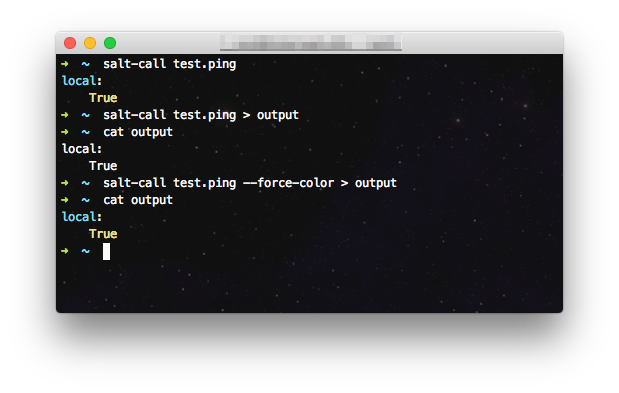 ➜ ~ salt-call test.ping
local:
    True
➜ ~ salt-call test.ping > output
➜ ~ cat output
local:
    True
➜ ~ salt-call test.ping --force-color > output
➜ ~ cat output
local:
    True
➜ ~